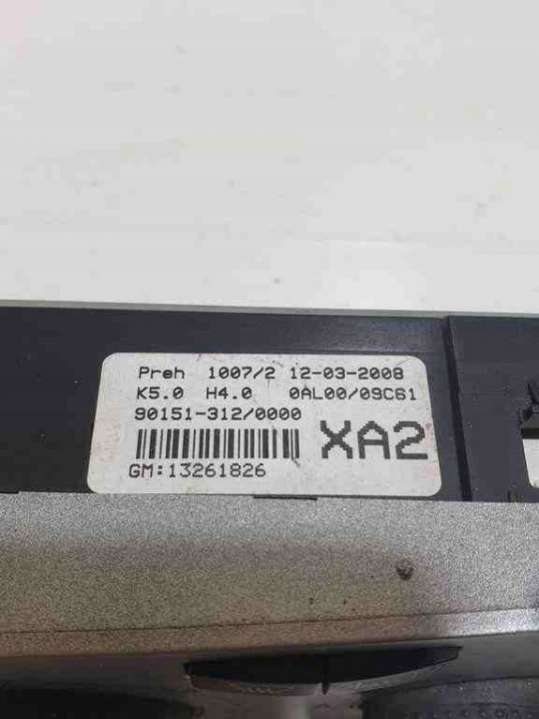 Preh 1007/2 12-03-2008
K5.0 H4.0 0AL00/09C61
90151-312/0000
XA2
GM:13261826